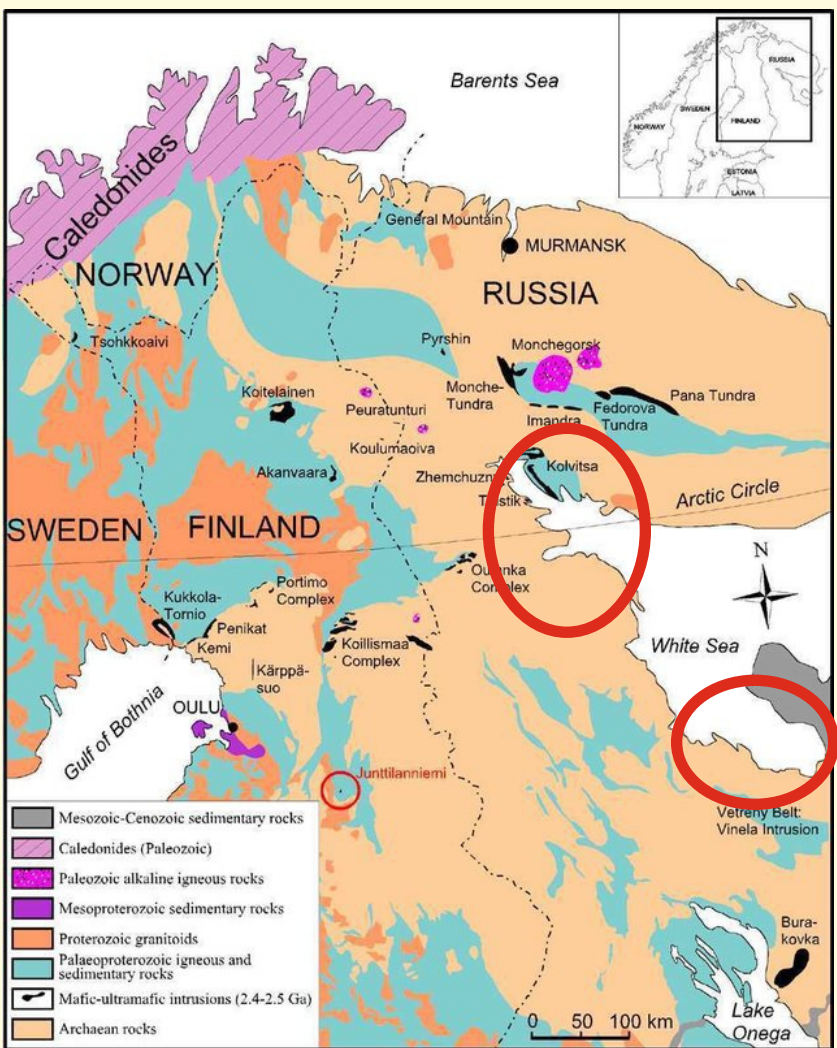 Barents Sea
RUSSIA
SWEDEN
NORWAY
FINLAND
ESTONIA
LATVIA
Caledonides
General Mountain
MURMANSK
NORWAY
RUSSIA
Tsohkkoaivi
Pyrshin
Monchegorsk
Koitelainen
Monche-
Tundra
Pana Tundra
Peuratunturi
Fedorova
Tundra
Imandra
Koulumaoiva
Akanvaara
Kolvitsa
Arctic Circle
SWEDEN
FINLAND
N
Portimo
Complex
Complex
Kukkola-
Tornio
Penikat
Kemi
Koillismaa
Complex
White Sea
Kärppä-
suo
OULU
Gulf of Bothnia
Junttilanniemi
Vetreny Belt:
Vinela Intrusion
Bura-
kovka
Lake
Onega
0 50 100 km
Mesozoic-Cenozoic sedimentary rocks
Caledonides (Paleozoic)
Paleozoic alkaline igneous rocks
Mesoproterozoic sedimentary rocks
Proterozoic granitoids
Palaeoproterozoic igneous and
sedimentary rocks
Mafic-ultramafic intrusions (2.4-2.5 Ga)
Archaean rocks